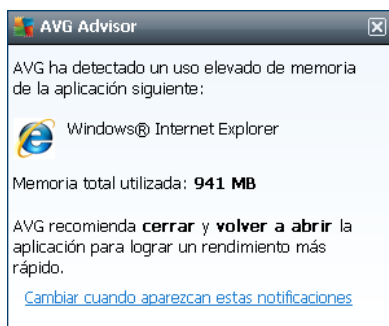 AVG Advisor
AVG ha detectado un uso elevado de memoria
de la aplicación siguiente:
Windows® Internet Explorer
Memoria total utilizada: 941 MB
AVG recomienda cerrar y volver a abrir la
aplicación para lograr un rendimiento más
rápido.
Cambiar cuando aparezcan estas notificaciones